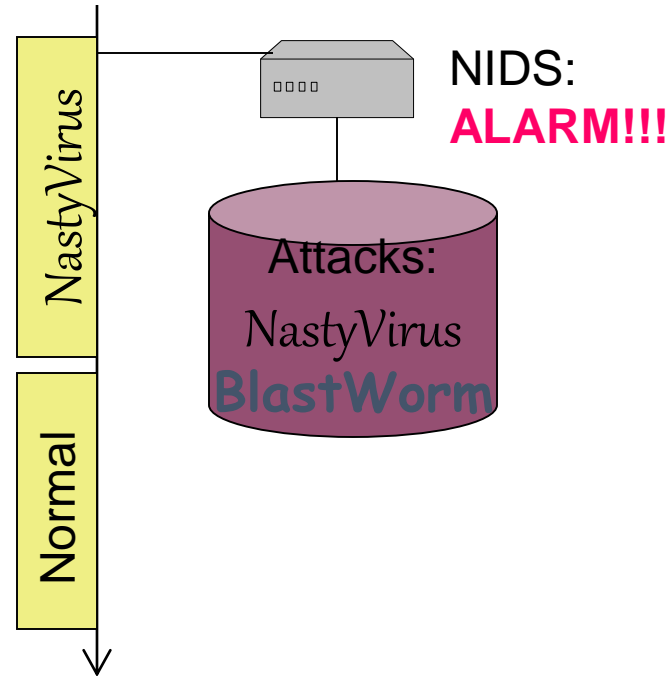 NastyVirus
Normal
NIDS:
ALARM!!!
Attacks:
NastyVirus
BlastWorm